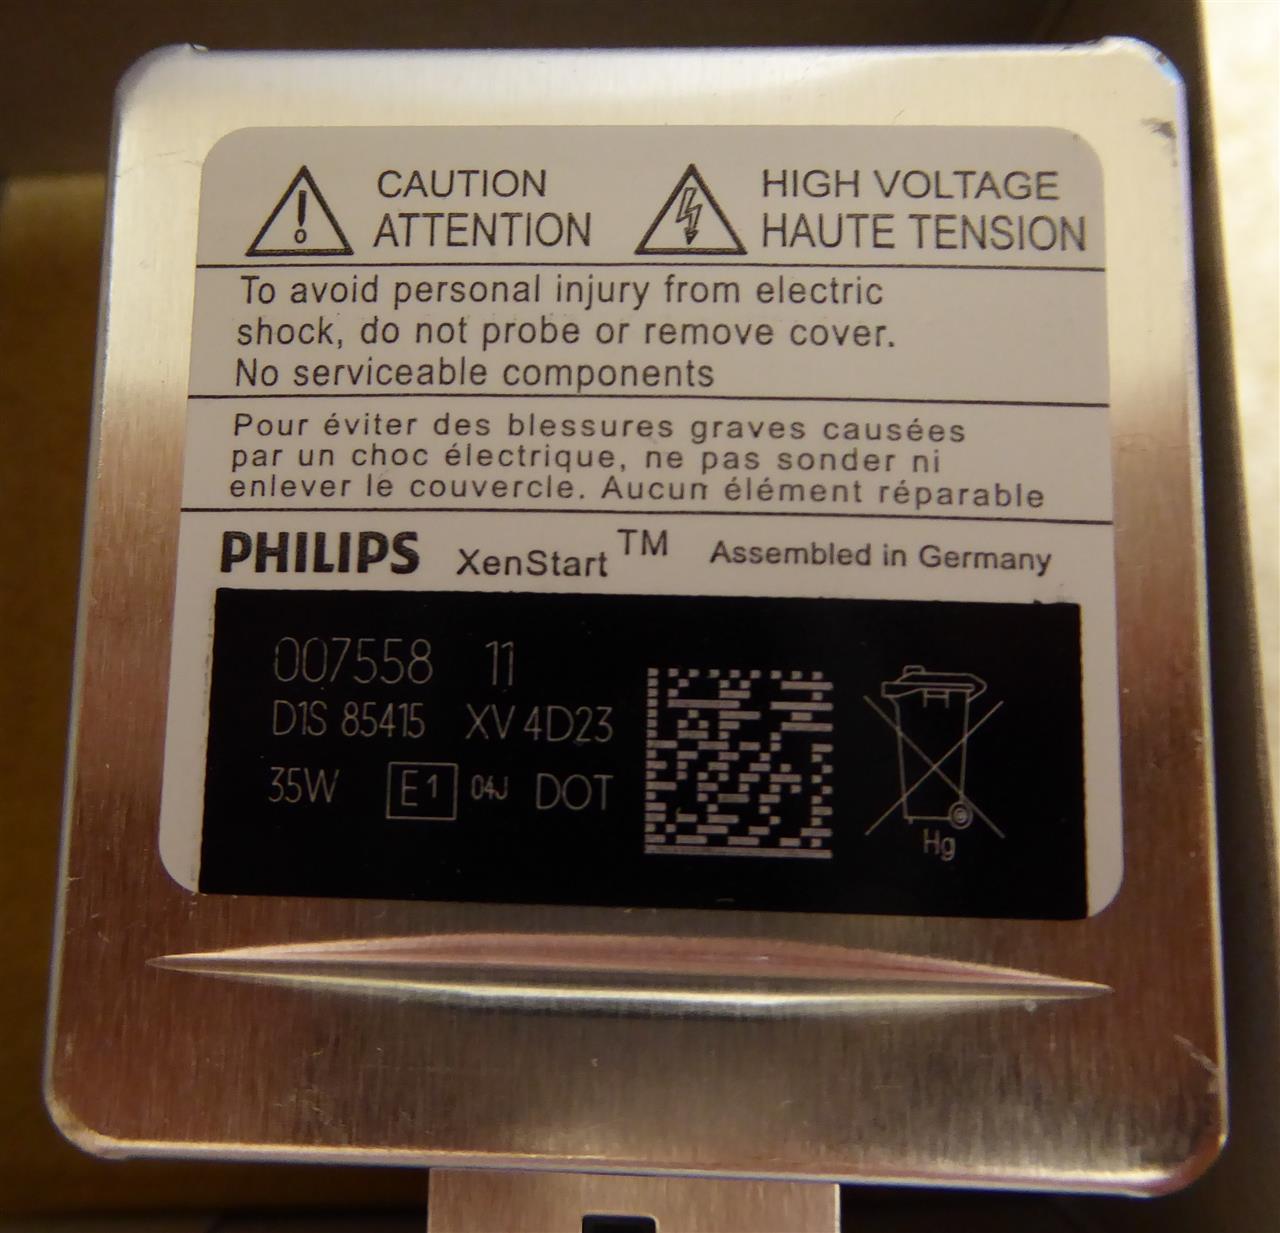 CAUTION
ATTENTION
HIGH VOLTAGE
HAUTE TENSION
To avoid personal injury from electric
shock, do not probe or remove cover.
No serviceable components
Pour éviter des blessures graves causées
par un choc électrique, ne pas sonder ni
enlever le couvercle. Aucun élément réparable
PHILIPS XenStart™ Assembled in Germany
007558 11
D1S 85415 XV 4D23
35W E1 04J DOT
Hg